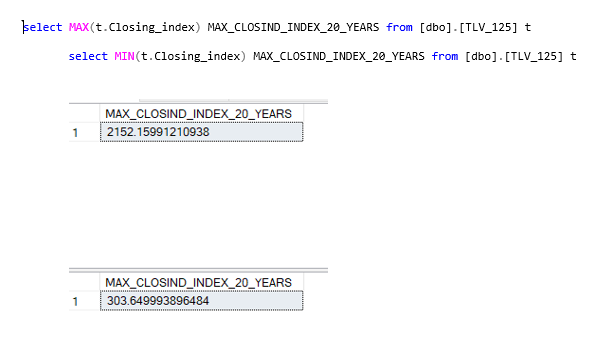 select MAX(t.Closing_index) MAX_CLOSIND_INDEX_20_YEARS from [dbo].[TLV_125] t
select MIN(t.Closing_index) MAX_CLOSIND_INDEX_20_YEARS from [dbo].[TLV_125] t
MAX_CLOSIND_INDEX_20_YEARS
1 2152.15991210938
MAX_CLOSIND_INDEX_20_YEARS
1 303.649993896484